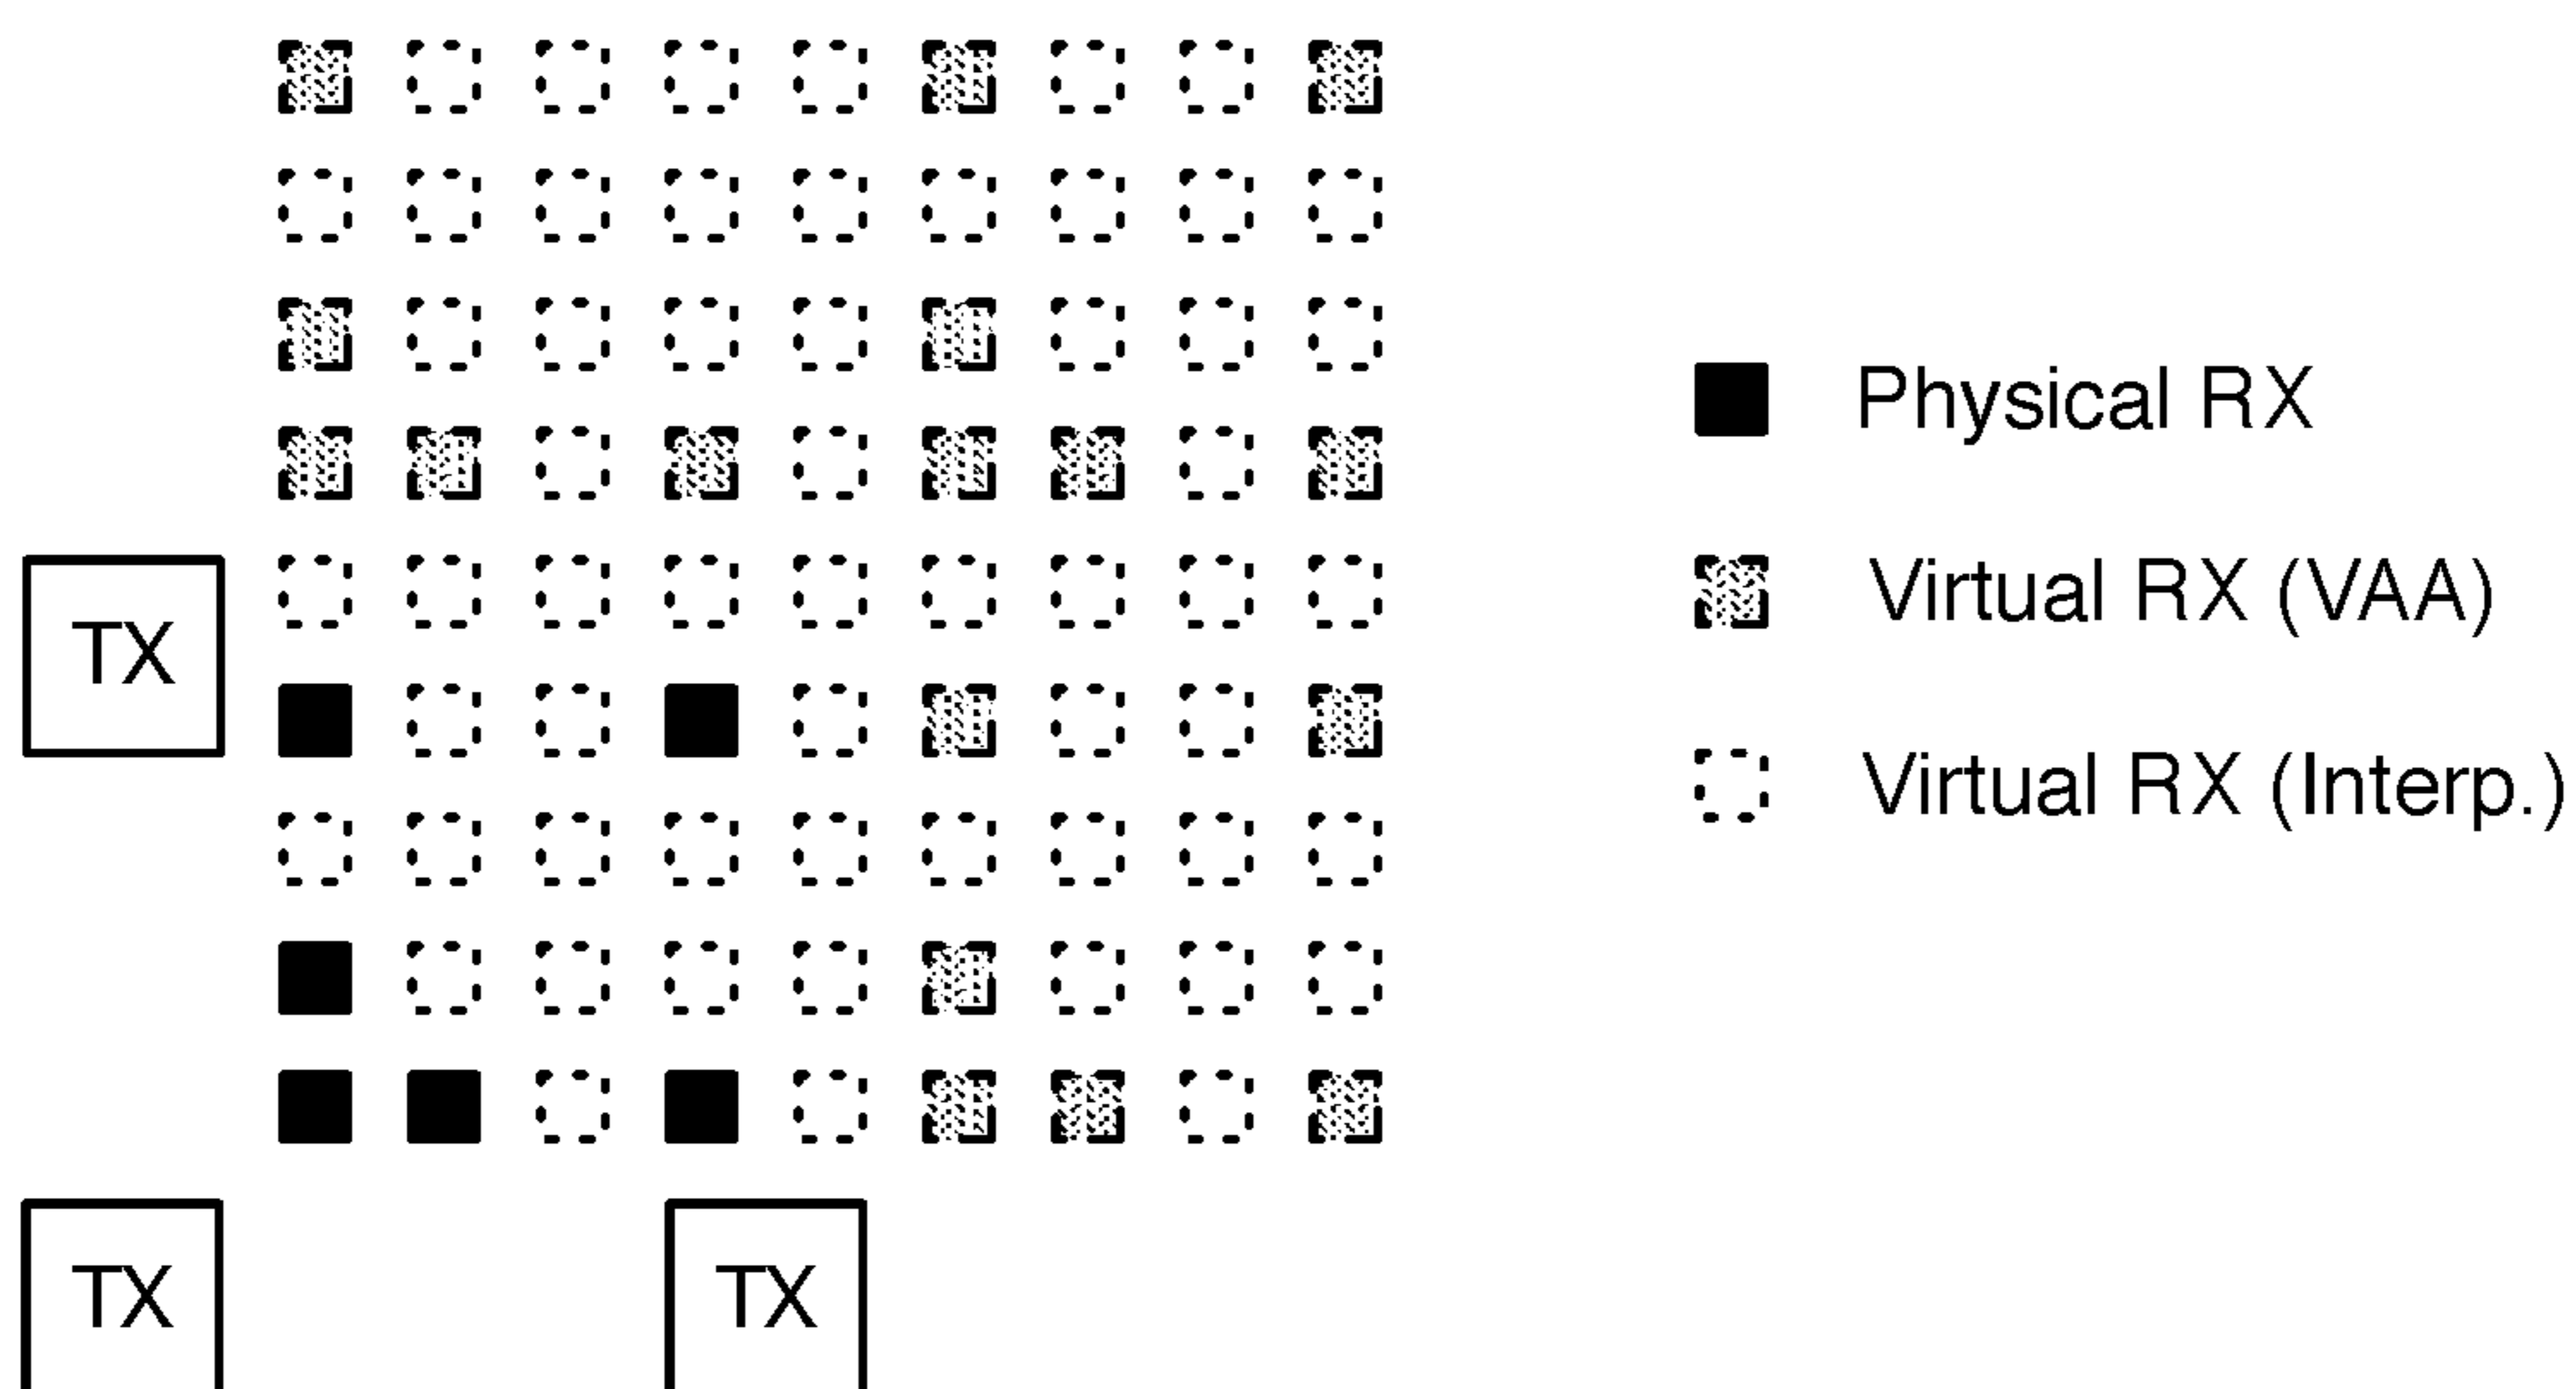 Physical RX
Virtual RX (VAA)
TX
Virtual RX (Interp.)
TX
TX